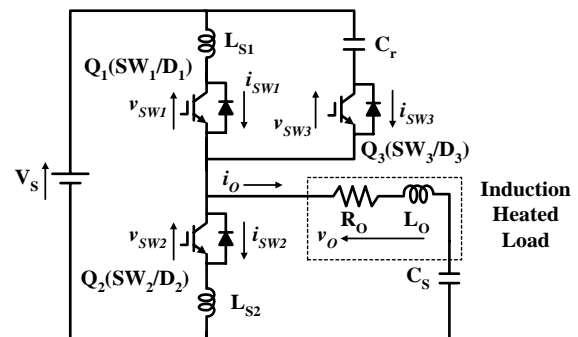 L_S1
C_r
Q_1(SW_1/D_1)
i_SW1
v_SW1
v_SW3
i_SW3
Q_3(SW_3/D_3)
V_S
i_O
Induction
Heated
Load
R_O
L_O
v_O
v_SW2
i_SW2
C_S
Q_2(SW_2/D_2)
L_S2